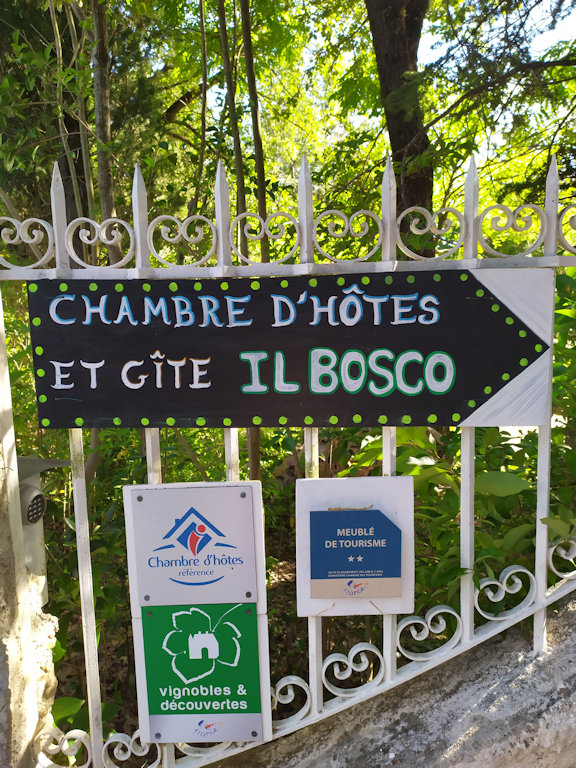 CHAMBRE D'HÔTES
ET GÎTE IL BOSCO
Chambre d'hôtes
référence
vignobles &
découvertes
MEUBLÉ
DE TOURISME
★★